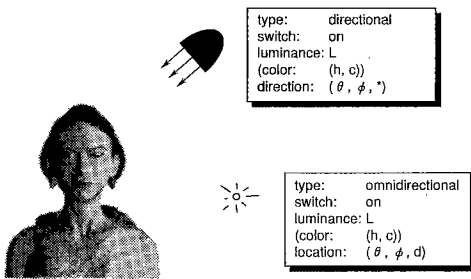 type: directional
switch: on
luminance: L
(color: (h, c))
direction: (θ, ϕ, *)
type: omnidirectional
switch: on
luminance: L
(color: (h, c))
location: (θ, ϕ, d)